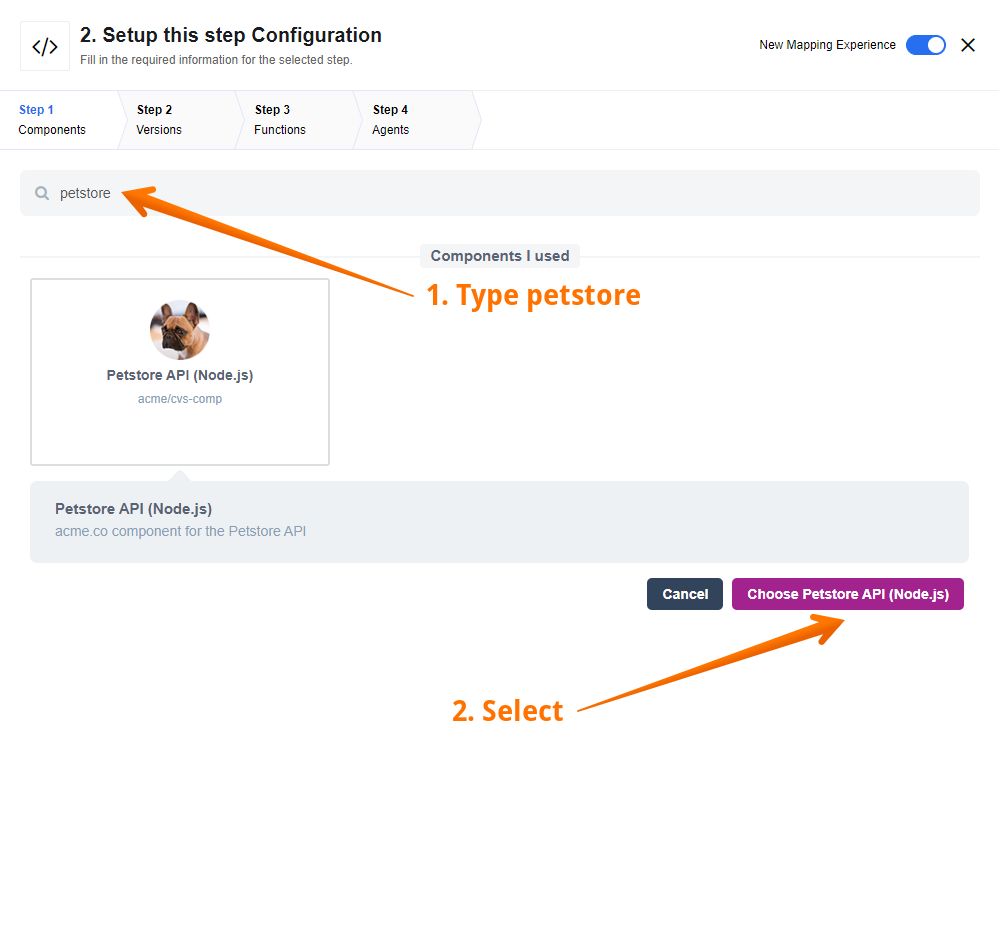 2. Setup this step Configuration
Fill in the required information for the selected step.
New Mapping Experience
Step 1
Components
Step 2
Versions
Step 3
Functions
Step 4
Agents
petstore
Components I used
1. Type petstore
Petstore API (Node.js)
acme/cvs-comp
Petstore API (Node.js)
acme.co component for the Petstore API
Cancel
Choose Petstore API (Node.js)
2. Select